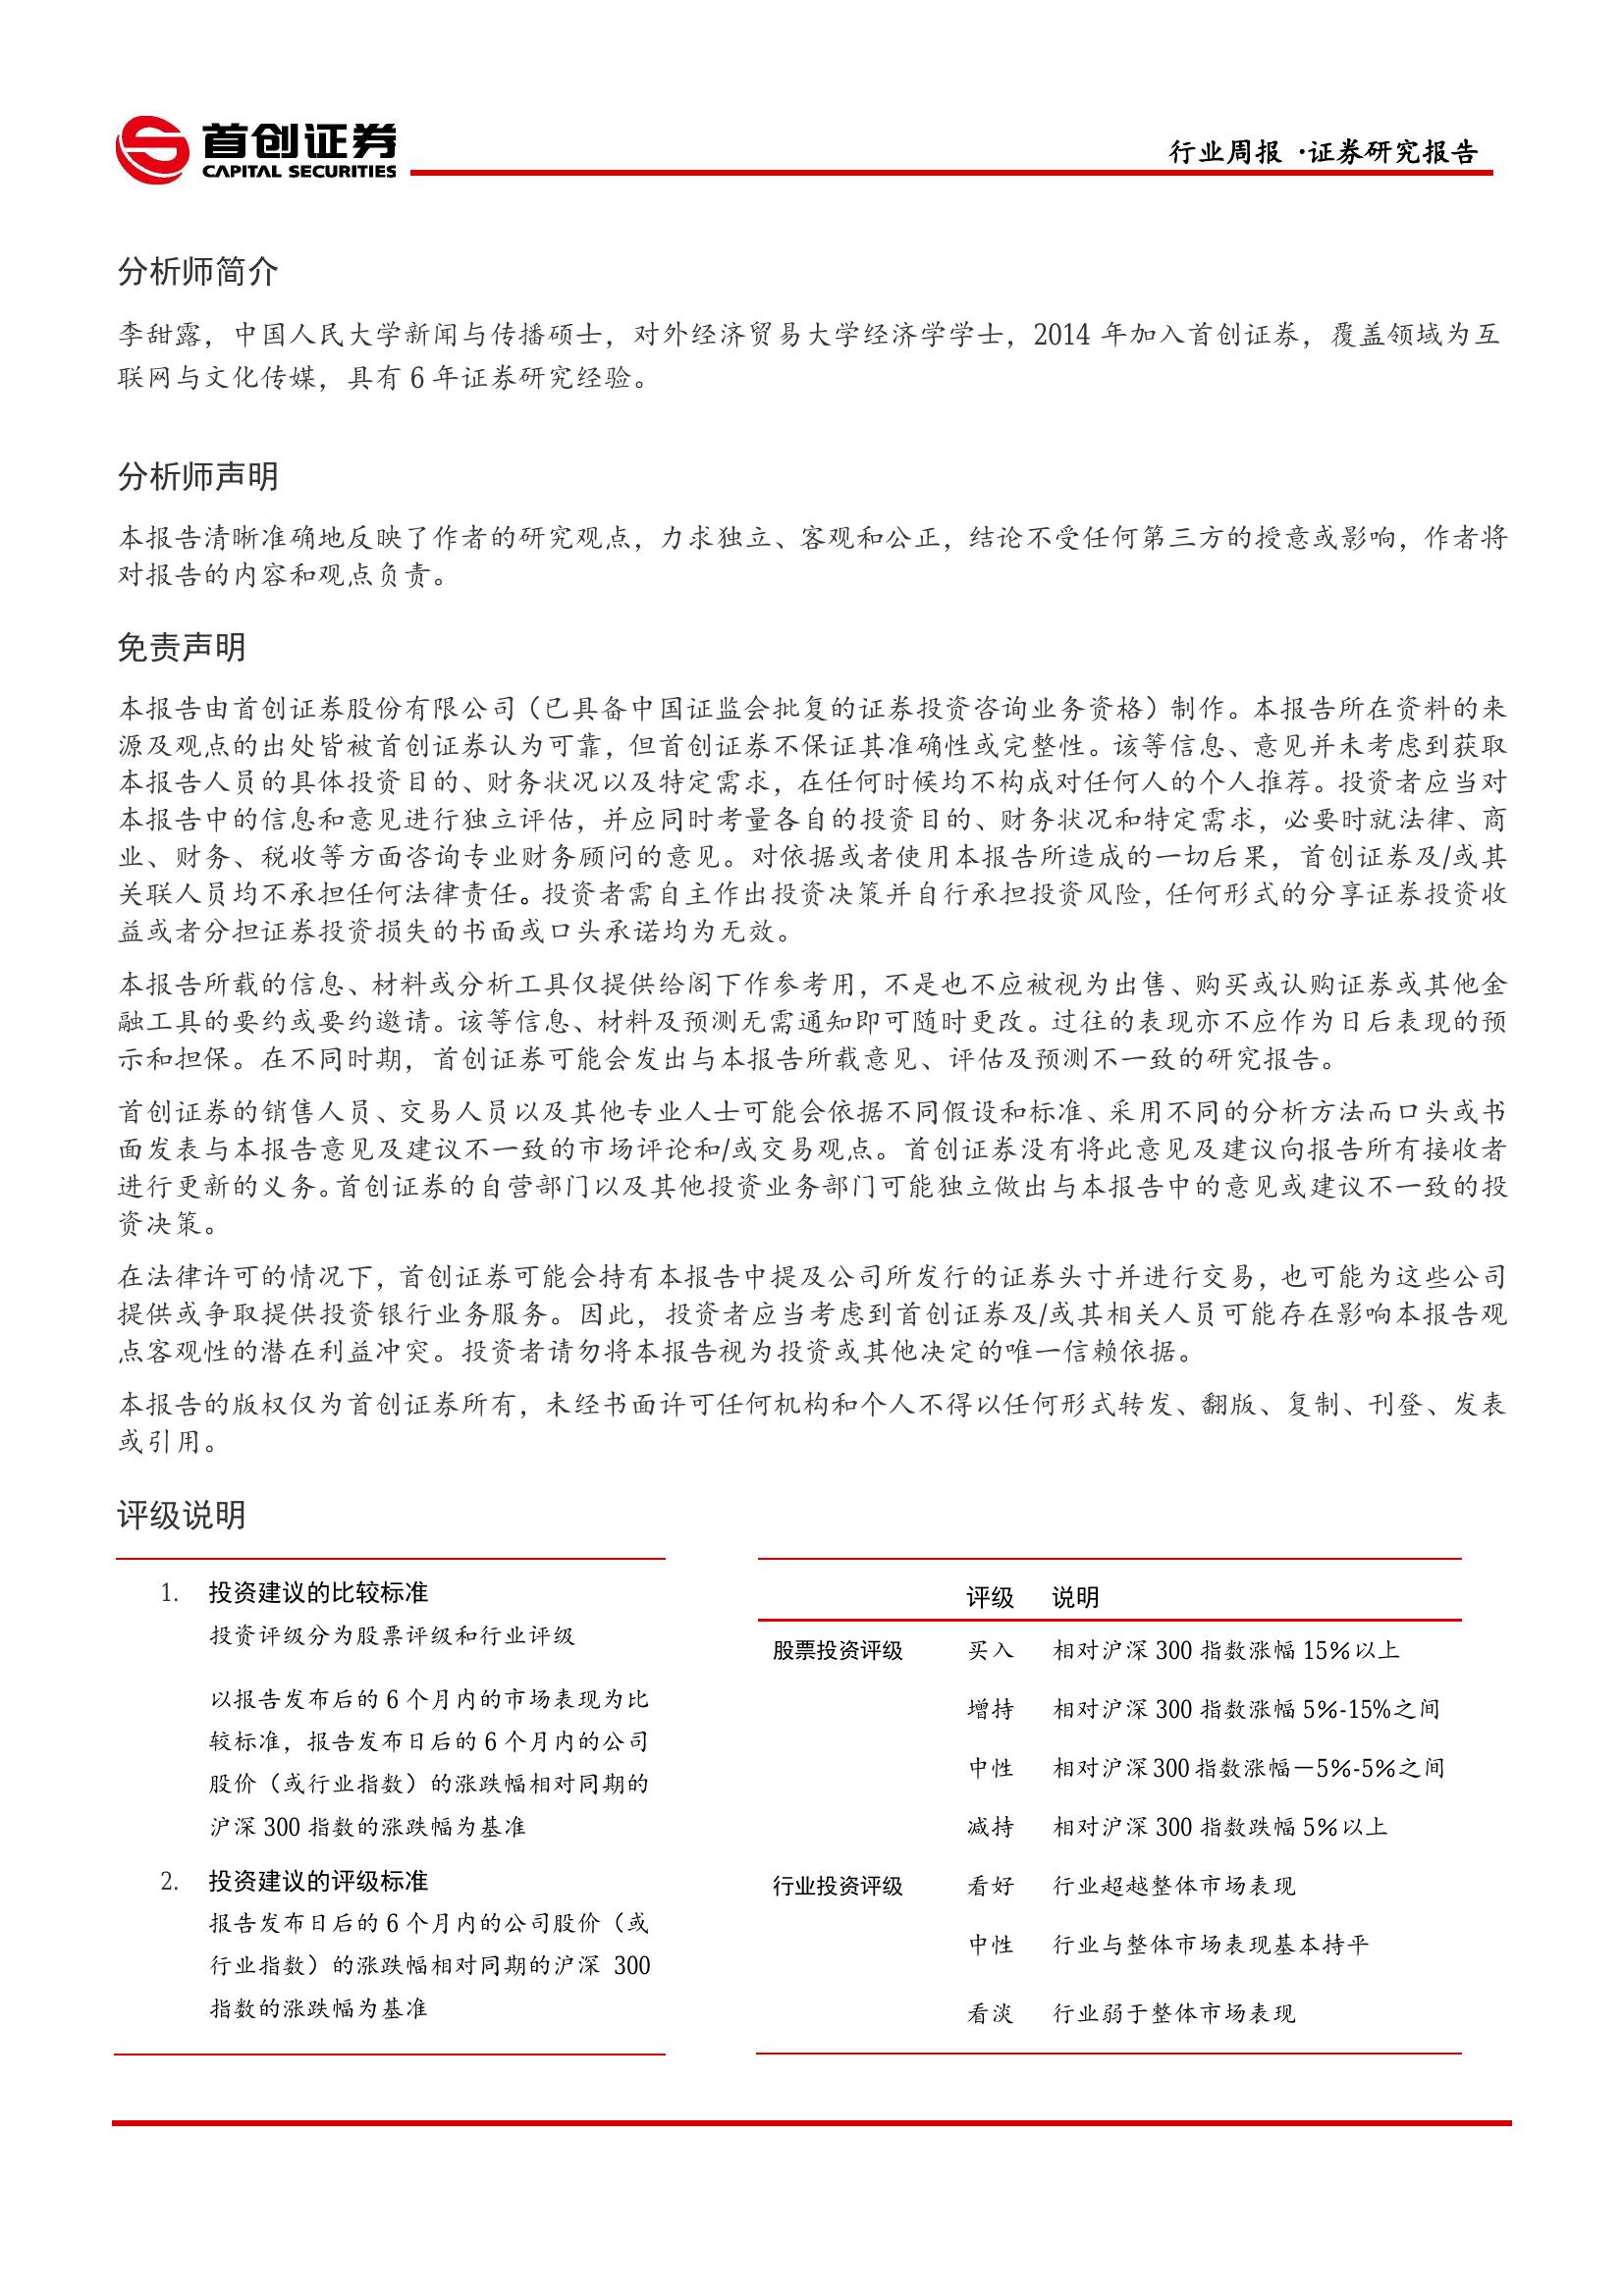 首创证券
CAPITAL SECURITIES
行业周报 ·证券研究报告
分析师简介
李甜露，中国人民大学新闻与传播硕士，对外经济贸易大学经济学学士，2014 年加入首创证券，覆盖领域为互
联网与文化传媒，具有 6 年证券研究经验。
分析师声明
本报告清晰准确地反映了作者的研究观点，力求独立、客观和公正，结论不受任何第三方的授意或影响，作者将
对报告的内容和观点负责。
免责声明
本报告由首创证券股份有限公司（已具备中国证监会批复的证券投资咨询业务资格）制作。本报告所在资料的来
源及观点的出处皆被首创证券认为可靠，但首创证券不保证其准确性或完整性。该等信息、意见并未考虑到获取
本报告人员的具体投资目的、财务状况以及特定需求，在任何时候均不构成对任何人的个人推荐。投资者应当对
本报告中的信息和意见进行独立评估，并应同时考量各自的投资目的、财务状况和特定需求，必要时就法律、商
业、财务、税收等方面咨询专业财务顾问的意见。对依据或者使用本报告所造成的一切后果，首创证券及/或其
关联人员均不承担任何法律责任。投资者需自主作出投资决策并自行承担投资风险，任何形式的分享证券投资收
益或者分担证券投资损失的书面或口头承诺均为无效。
本报告所载的信息、材料或分析工具仅提供给阁下作参考用，不是也不应被视为出售、购买或认购证券或其他金
融工具的要约或要约邀请。该等信息、材料及预测无需通知即可随时更改。过往的表现亦不应作为日后表现的预
示和担保。在不同时期，首创证券可能会发出与本报告所载意见、评估及预测不一致的研究报告。
首创证券的销售人员、交易人员以及其他专业人士可能会依据不同假设和标准、采用不同的分析方法而口头或书
面发表与本报告意见及建议不一致的市场评论和/或交易观点。首创证券没有将此意见及建议向报告所有接收者
进行更新的义务。首创证券的自营部门以及其他投资业务部门可能独立做出与本报告中的意见或建议不一致的投
资决策。
在法律许可的情况下，首创证券可能会持有本报告中提及公司所发行的证券头寸并进行交易，也可能为这些公司
提供或争取提供投资银行业务服务。因此，投资者应当考虑到首创证券及/或其相关人员可能存在影响本报告观
点客观性的潜在利益冲突。投资者请勿将本报告视为投资或其他决定的唯一信赖依据。
本报告的版权仅为首创证券所有，未经书面许可任何机构和个人不得以任何形式转发、翻版、复制、刊登、发表
或引用。
评级说明
1. 投资建议的比较标准
投资评级分为股票评级和行业评级
以报告发布后的 6 个月内的市场表现为比
较标准，报告发布日后的 6 个月内的公司
股价（或行业指数）的涨跌幅相对同期的
沪深 300 指数的涨跌幅为基准
2. 投资建议的评级标准
报告发布日后的 6 个月内的公司股价（或
行业指数）的涨跌幅相对同期的沪深 300
指数的涨跌幅为基准
评级 说明
股票投资评级 买入 相对沪深 300 指数涨幅 15％以上
增持 相对沪深 300 指数涨幅 5％-15％之间
中性 相对沪深 300 指数涨幅－5％-5％之间
减持 相对沪深 300 指数跌幅 5％以上
行业投资评级 看好 行业超越整体市场表现
中性 行业与整体市场表现基本持平
看淡 行业弱于整体市场表现